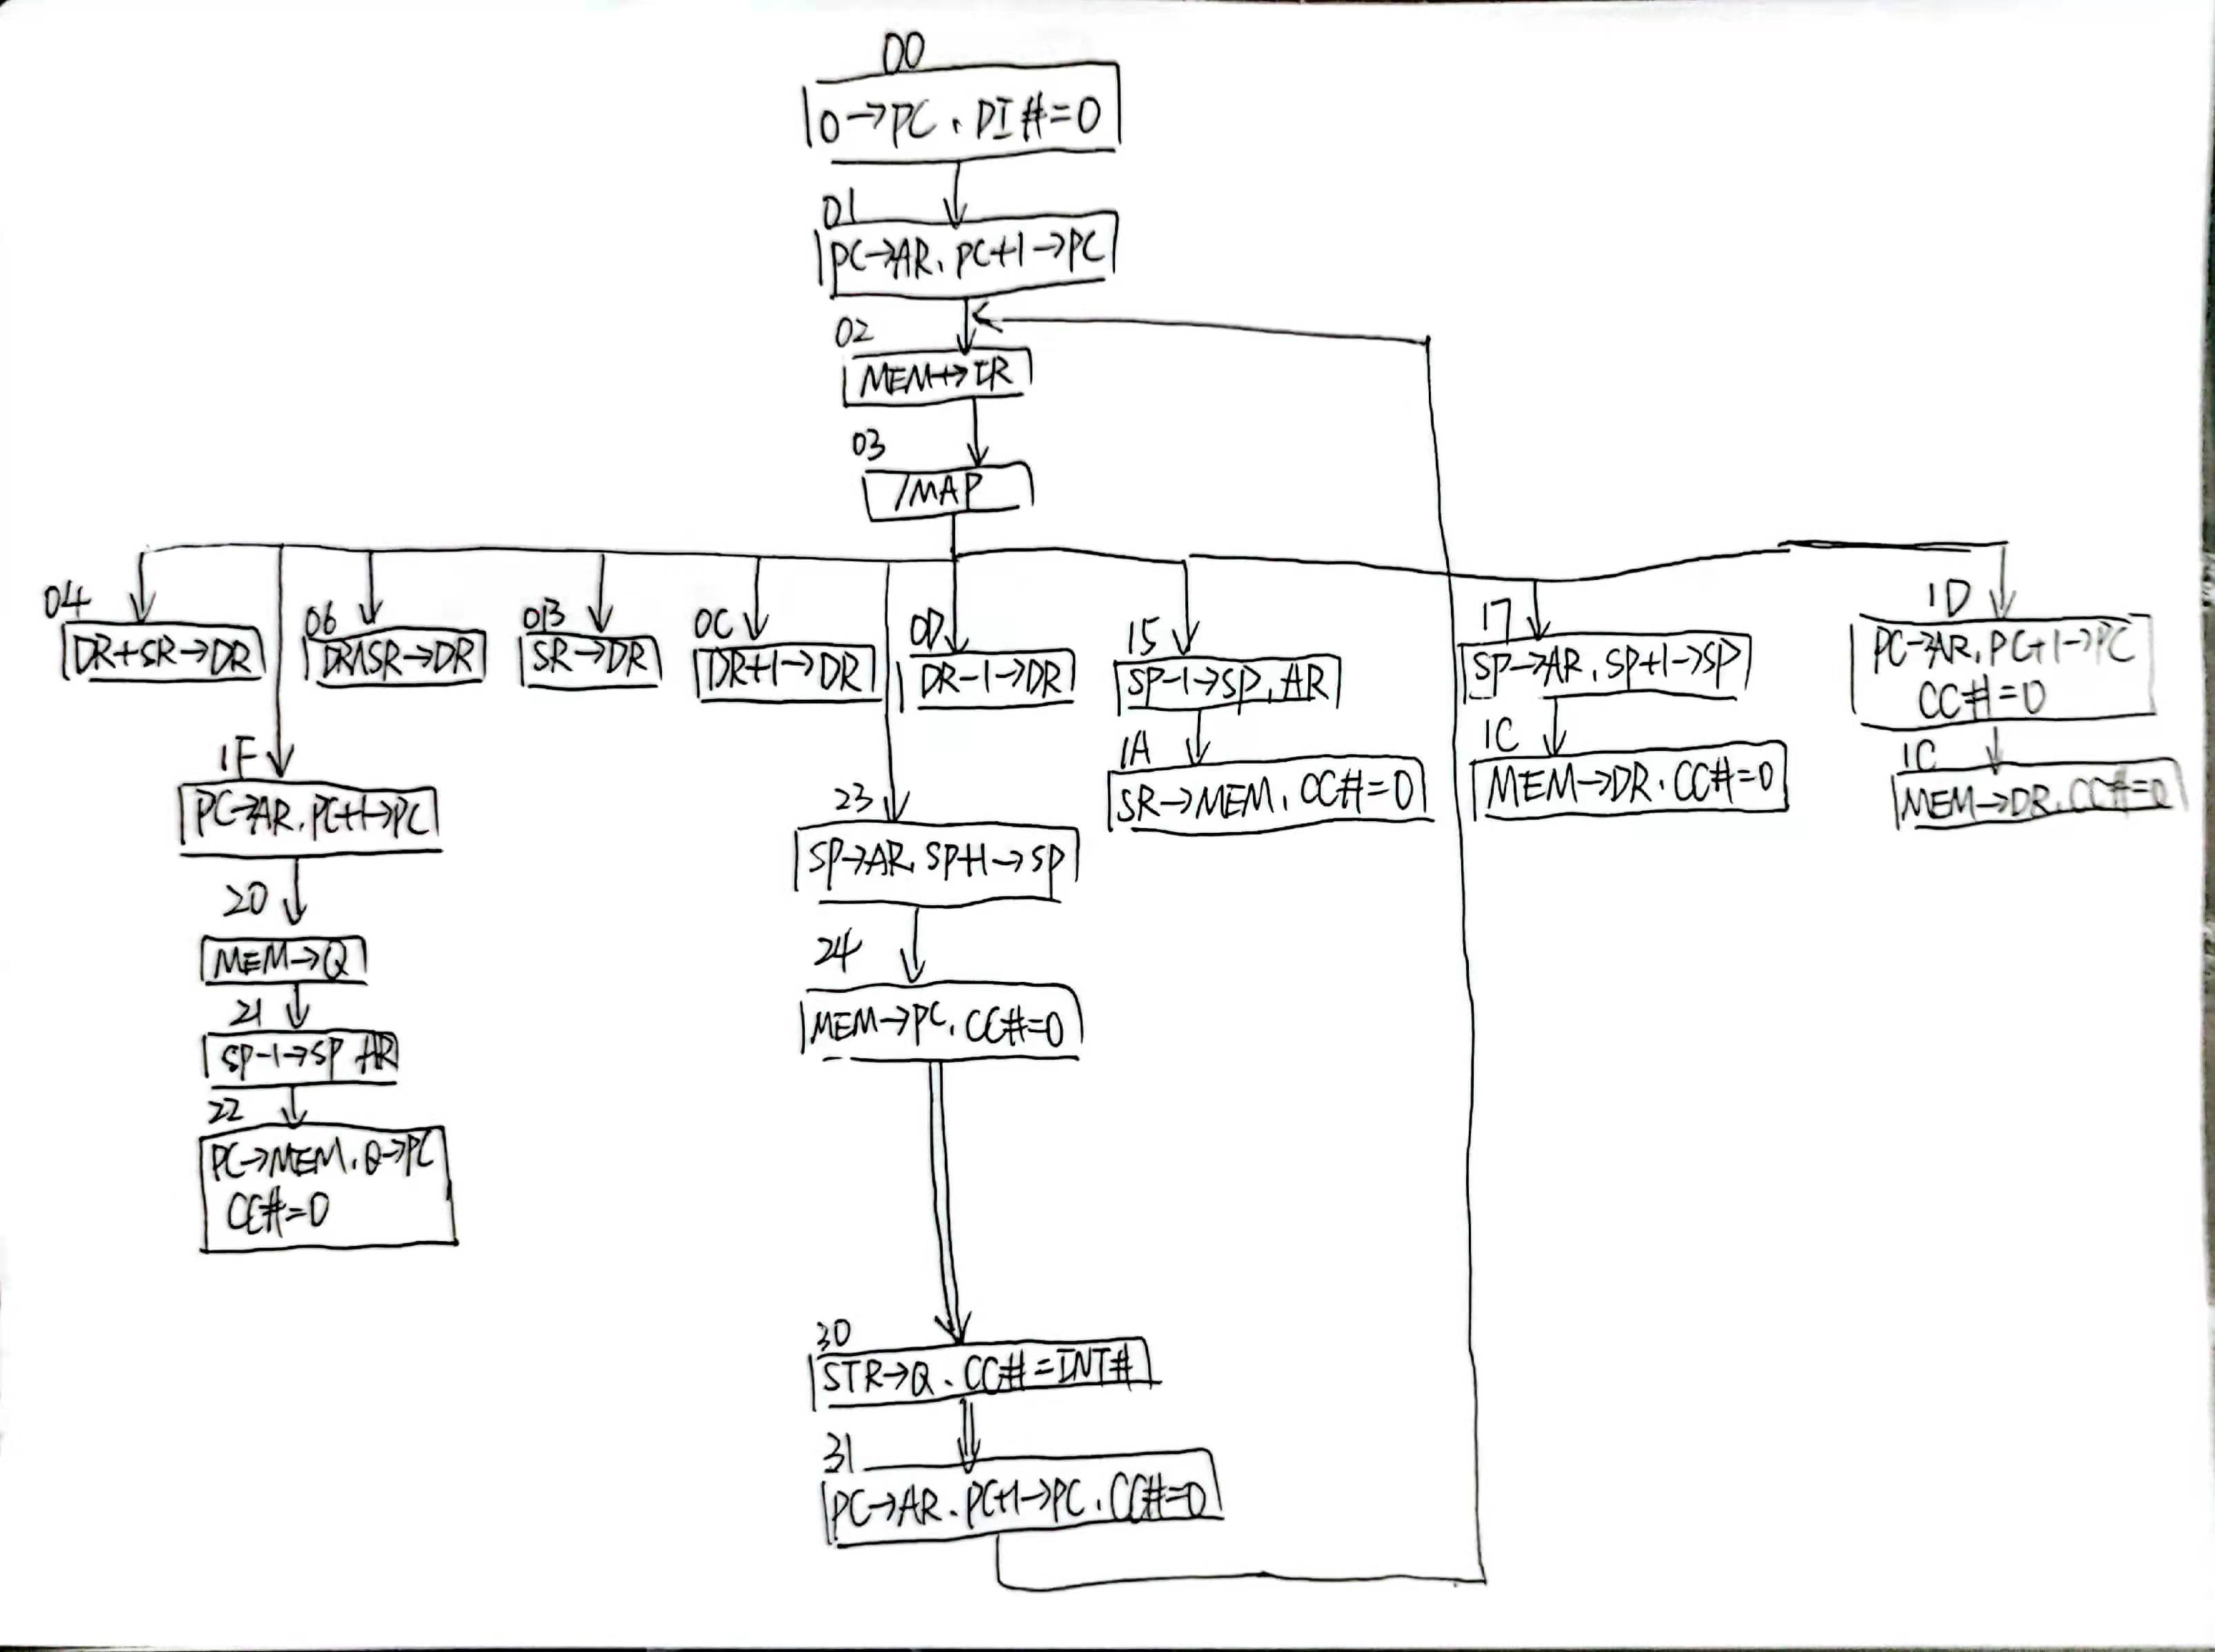 00
0→PC、DI#=0
01
PC→AR、PC+1→PC
02
MEM→IR
03
/MAP
04
DR+SR→DR
06
DR∧SR→DR
0B
SR→DR
0C
DR+1→DR
0D
DR-1→DR
15
SP-1→SP、AR
17
SP→AR、SP+1→SP
1D
PC→AR、PC+1→PC
CC#=0
1A
SR→MEM、CC#=0
1C
MEM→DR、CC#=0
1C
MEM→DR、CC#=0
1F
PC→AR、PC+1→PC
20
MEM→Q
21
SP-1→SP AR
22
PC→MEM、Q→PC
CC#=0
23
SP→AR、SP+1→SP
24
MEM→PC、CC#=0
30
STR→Q、CC#=INT#
31
PC→AR、PC+1→PC、CC#=0